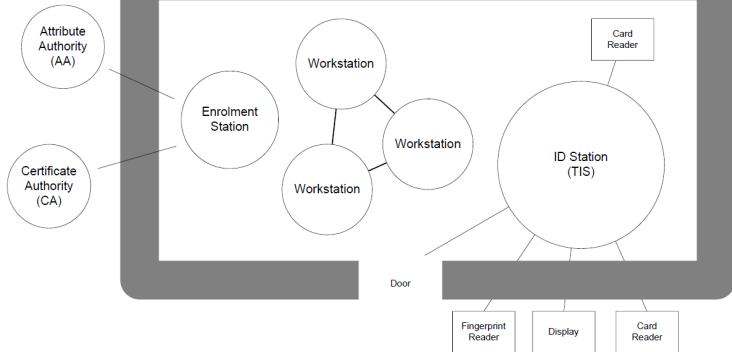 Attribute
Authority
(AA)
Certificate
Authority
(CA)
Enrolment
Station
Workstation
Workstation
Workstation
Card
Reader
ID Station
(TIS)
Door
Fingerprint
Reader
Display
Card
Reader